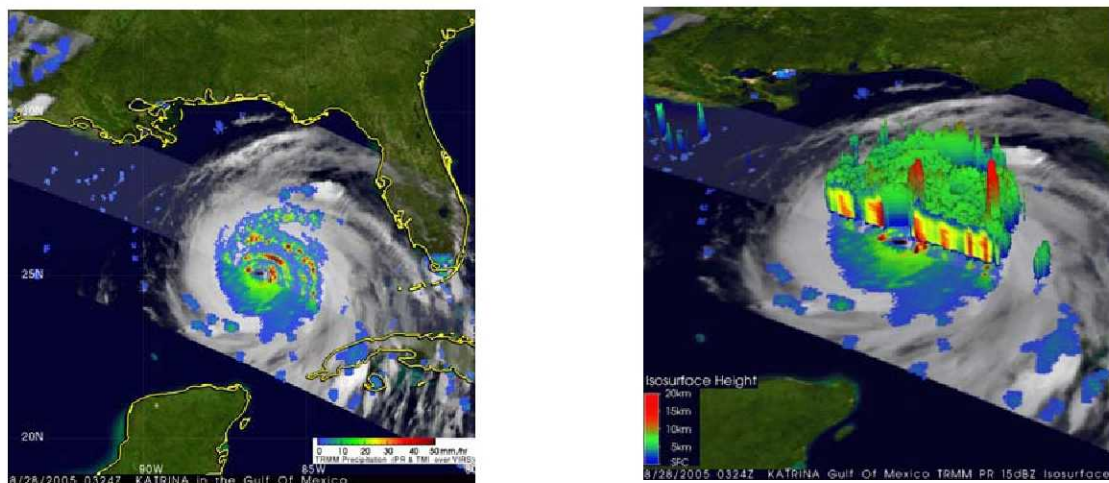 30N
25N
20N
90W 85W 80
0 10 20 30 40 50mm/hr
TRMM Precipitation (PR & TMI over VIRS)
8/28/2005 0324Z KATRINA in the Gulf Of Mexico
Isosurface Height
20km
15km
10km
5km
SFC
8/28/2005 0324Z KATRINA Gulf Of Mexico TRMM PR 15dBZ Isosurface